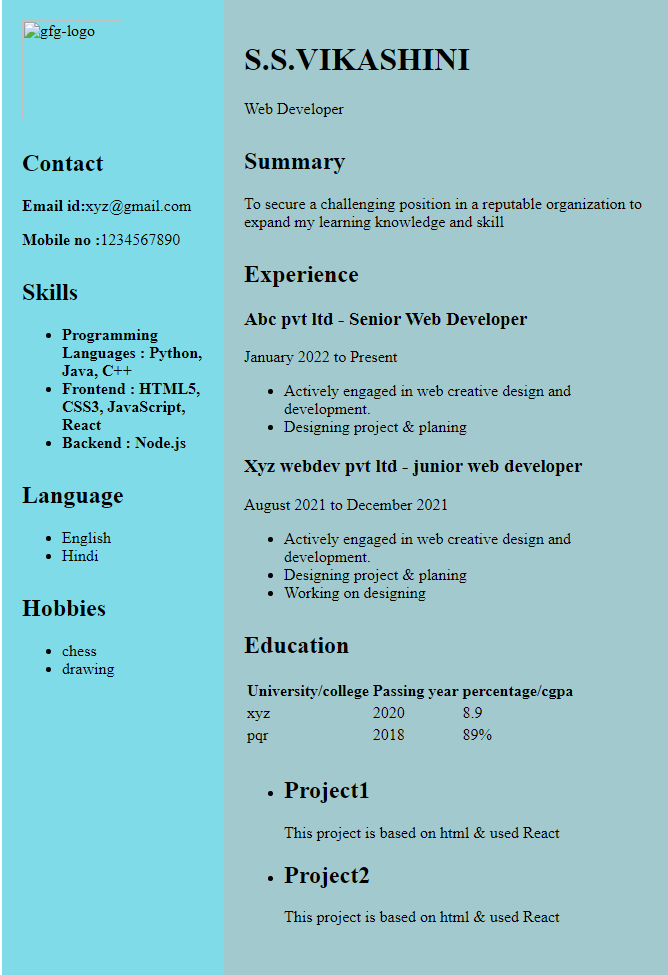 gfg-logo
Contact
Email id:xyz@gmail.com
Mobile no :1234567890
Skills
Programming
Languages : Python,
Java, C++
Frontend : HTML5,
CSS3, JavaScript,
React
Backend : Node.js
Language
English
Hindi
Hobbies
chess
drawing
S.S.VIKASHINI
Web Developer
Summary
To secure a challenging position in a reputable organization to
expand my learning knowledge and skill
Experience
Abc pvt ltd - Senior Web Developer
January 2022 to Present
Actively engaged in web creative design and
development.
Designing project & planing
Xyz webdev pvt ltd - junior web developer
August 2021 to December 2021
Actively engaged in web creative design and
development.
Designing project & planing
Working on designing
Education
University/college Passing year percentage/cgpa
xyz 2020 8.9
pqr 2018 89%
Project1
This project is based on html & used React
Project2
This project is based on html & used React